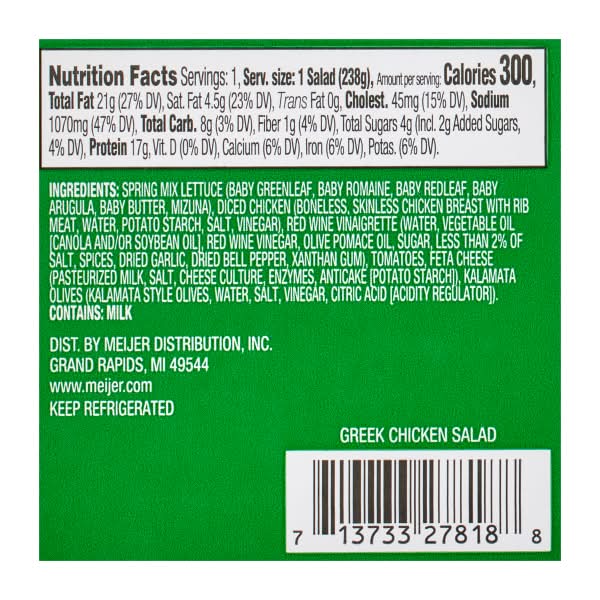 Nutrition Facts Servings: 1, Serv. size: 1 Salad (238g), Amount per serving: Calories 300,
Total Fat 21g (27% DV), Sat. Fat 4.5g (23% DV), Trans Fat 0g, Cholest. 45mg (15% DV), Sodium
1070mg (47% DV), Total Carb. 8g (3% DV), Fiber 1g (4% DV), Total Sugars 4g (Incl. 2g Added Sugars,
4% DV), Protein 17g, Vit. D (0% DV), Calcium (6% DV), Iron (6% DV), Potas. (6% DV).
INGREDIENTS: SPRING MIX LETTUCE (BABY GREENLEAF, BABY ROMAINE, BABY REDLEAF, BABY
ARUGULA, BABY BUTTER, MIZUNA), DICED CHICKEN (BONELESS, SKINLESS CHICKEN BREAST WITH RIB
MEAT, WATER, POTATO STARCH, SALT, VINEGAR), RED WINE VINAIGRETTE (WATER, VEGETABLE OIL
[CANOLA AND/OR SOYBEAN OIL], RED WINE VINEGAR, OLIVE POMACE OIL, SUGAR, LESS THAN 2% OF
SALT, SPICES, DRIED GARLIC, DRIED BELL PEPPER, XANTHAN GUM), TOMATOES, FETA CHEESE
(PASTEURIZED MILK, SALT, CHEESE CULTURE, ENZYMES, ANTICAKE [POTATO STARCH]), KALAMATA
OLIVES (KALAMATA STYLE OLIVES, WATER, SALT, VINEGAR, CITRIC ACID [ACIDITY REGULATOR]).
CONTAINS: MILK
DIST. BY MEIJER DISTRIBUTION, INC.
GRAND RAPIDS, MI 49544
www.meijer.com
KEEP REFRIGERATED
GREEK CHICKEN SALAD
7 13733 27818 8